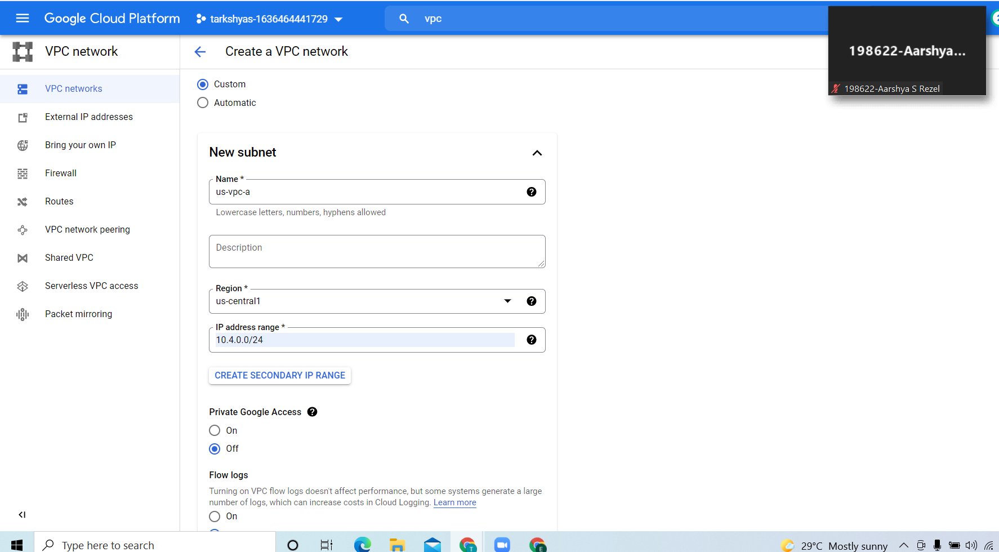 Google Cloud Platform
tarkshyas-1636464441729
vpc
198622-Aarshya...
198622-Aarshya S Rezel
VPC network
Create a VPC network
VPC networks
External IP addresses
Bring your own IP
Firewall
Routes
VPC network peering
Shared VPC
Serverless VPC access
Packet mirroring
Custom
Automatic
New subnet
Name *
us-vpc-a
Lowercase letters, numbers, hyphens allowed
Description
Region *
us-central1
IP address range *
10.4.0.0/24
CREATE SECONDARY IP RANGE
Private Google Access
On
Off
Flow logs
Turning on VPC flow logs doesn't affect performance, but some systems generate a large
number of logs, which can increase costs in Cloud Logging. Learn more
On
Type here to search
T
E
29°C Mostly sunny